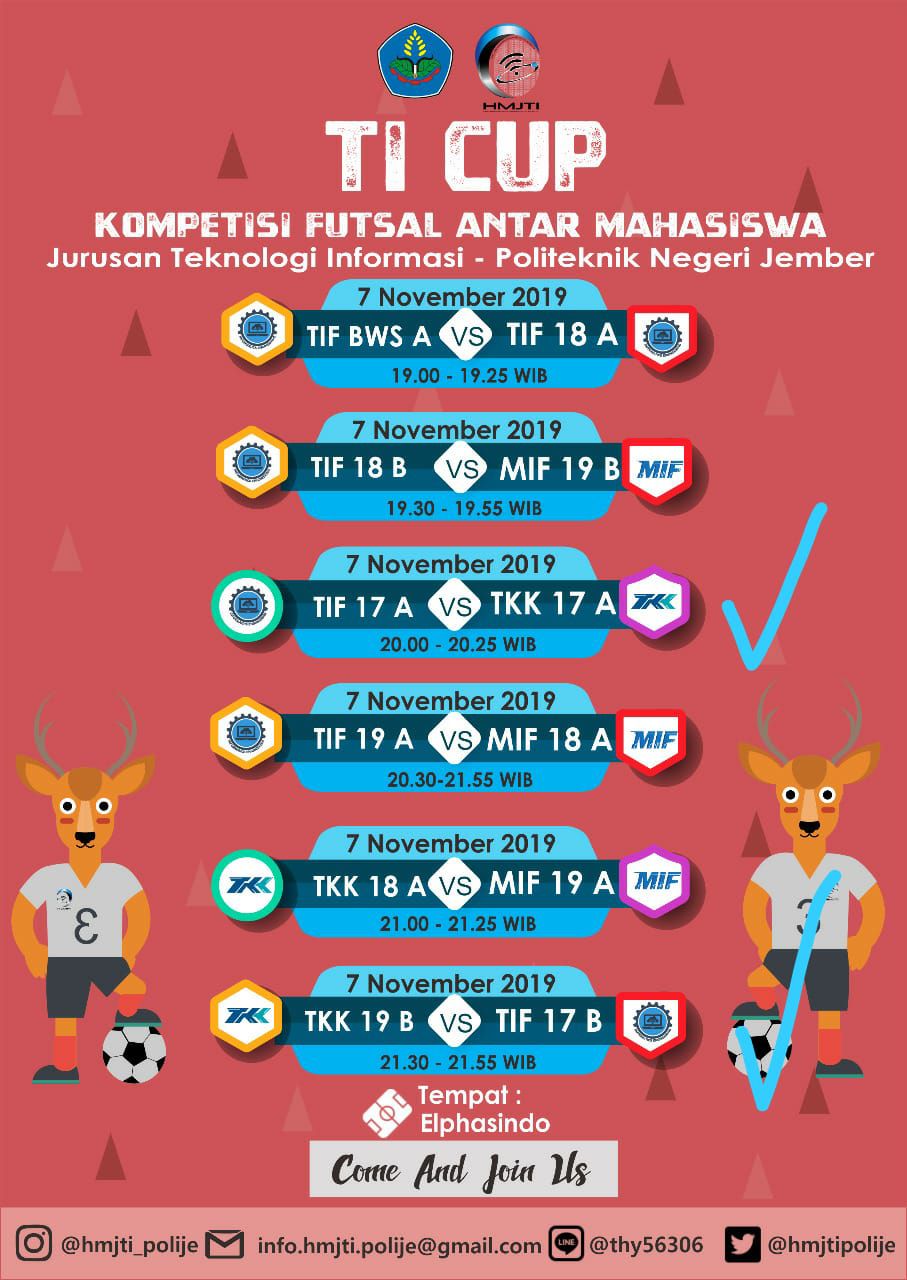 HMJTI
TI CUP
KOMPETISI FUTSAL ANTAR MAHASISWA
Jurusan Teknologi Informasi - Politeknik Negeri Jember
7 November 2019
TIF BWS A VS TIF 18 A
19.00 - 19.25 WIB
7 November 2019
TIF 18 B VS MIF 19 B MIF
19.30 - 19.55 WIB
7 November 2019
TIF 17 A VS TKK 17 A TKK
20.00 - 20.25 WIB
7 November 2019
TIF 19 A VS MIF 18 A MIF
20.30-21.55 WIB
7 November 2019
TKK TKK 18 A VS MIF 19 A MIF
21.00 - 21.25 WIB
7 November 2019
TKK TKK 19 B VS TIF 17 B
21.30 - 21.55 WIB
3
3
Tempat :
Elphasindo
Come And Join Us
@hmjti_polije info.hmjti.polije@gmail.com LINE @thy56306 @hmjtipolije